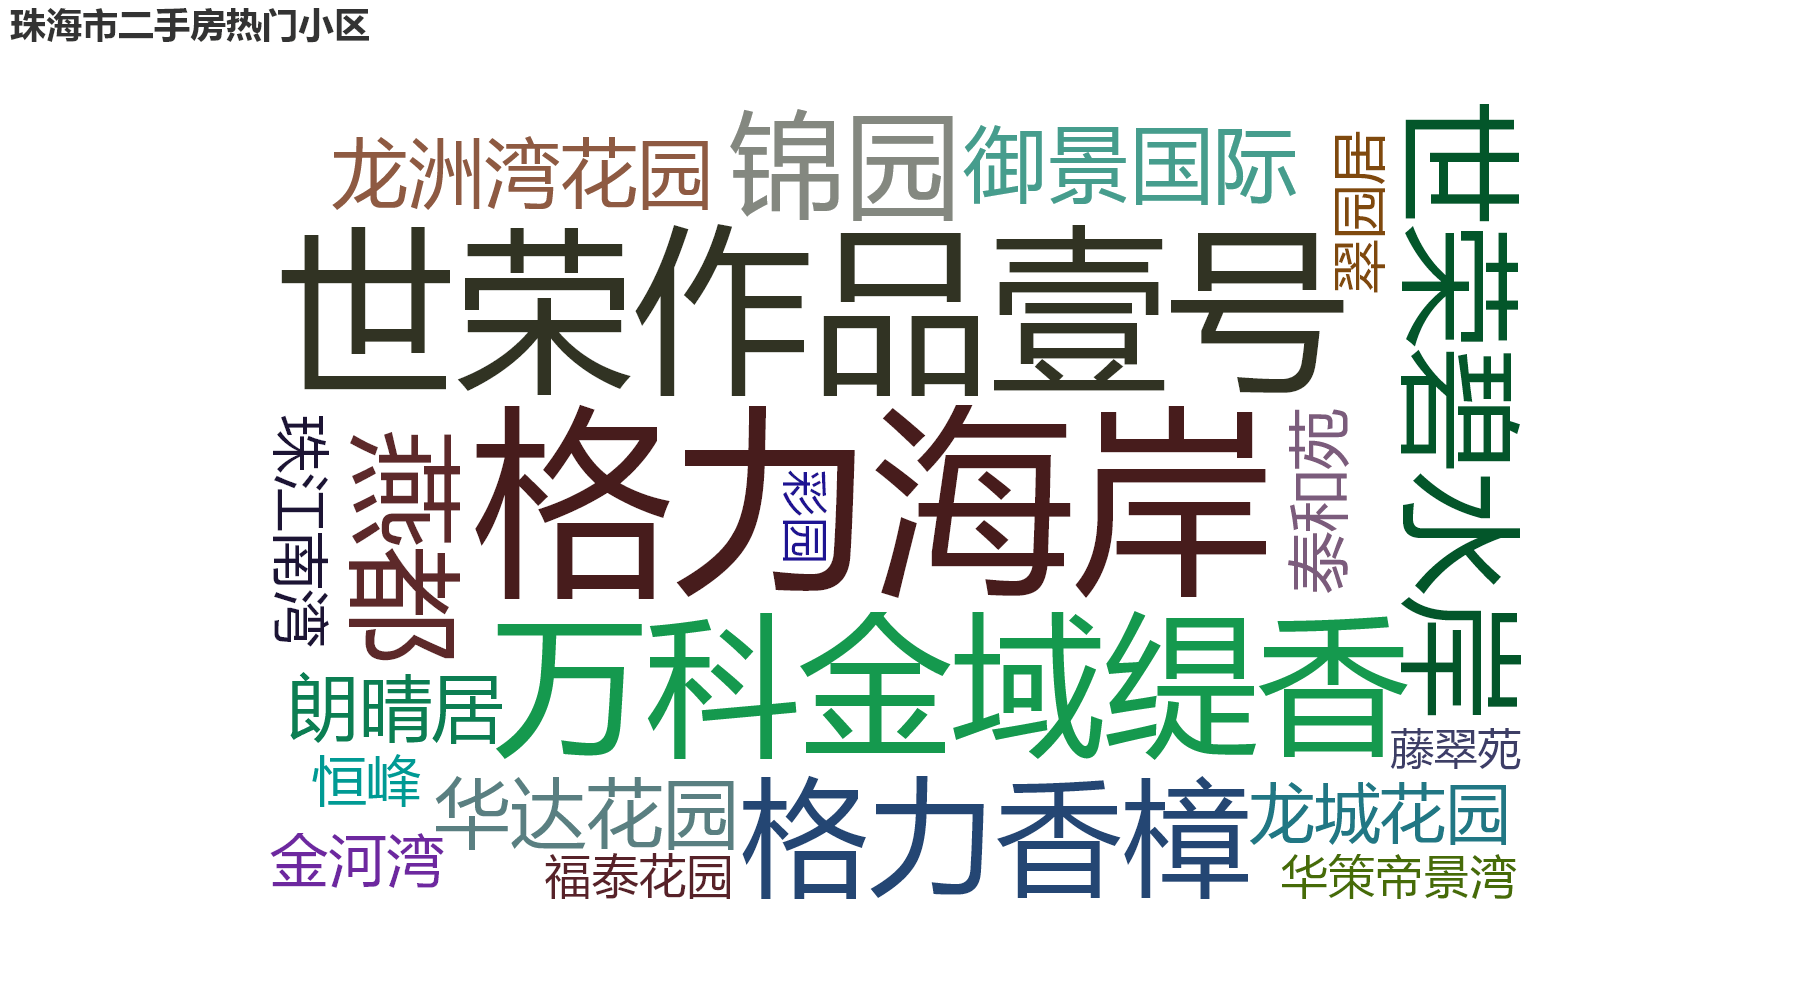 珠海市二手房热门小区
龙洲湾花园
锦园
御景国际
翠园居
世荣碧水岸
世荣作品壹号
珠江南湾
燕都
格力海岸
彩园
泰和苑
万科金域缇香
朗晴居
藤翠苑
恒峰
华达花园
格力香樟
龙城花园
金河湾
福泰花园
华策帝景湾